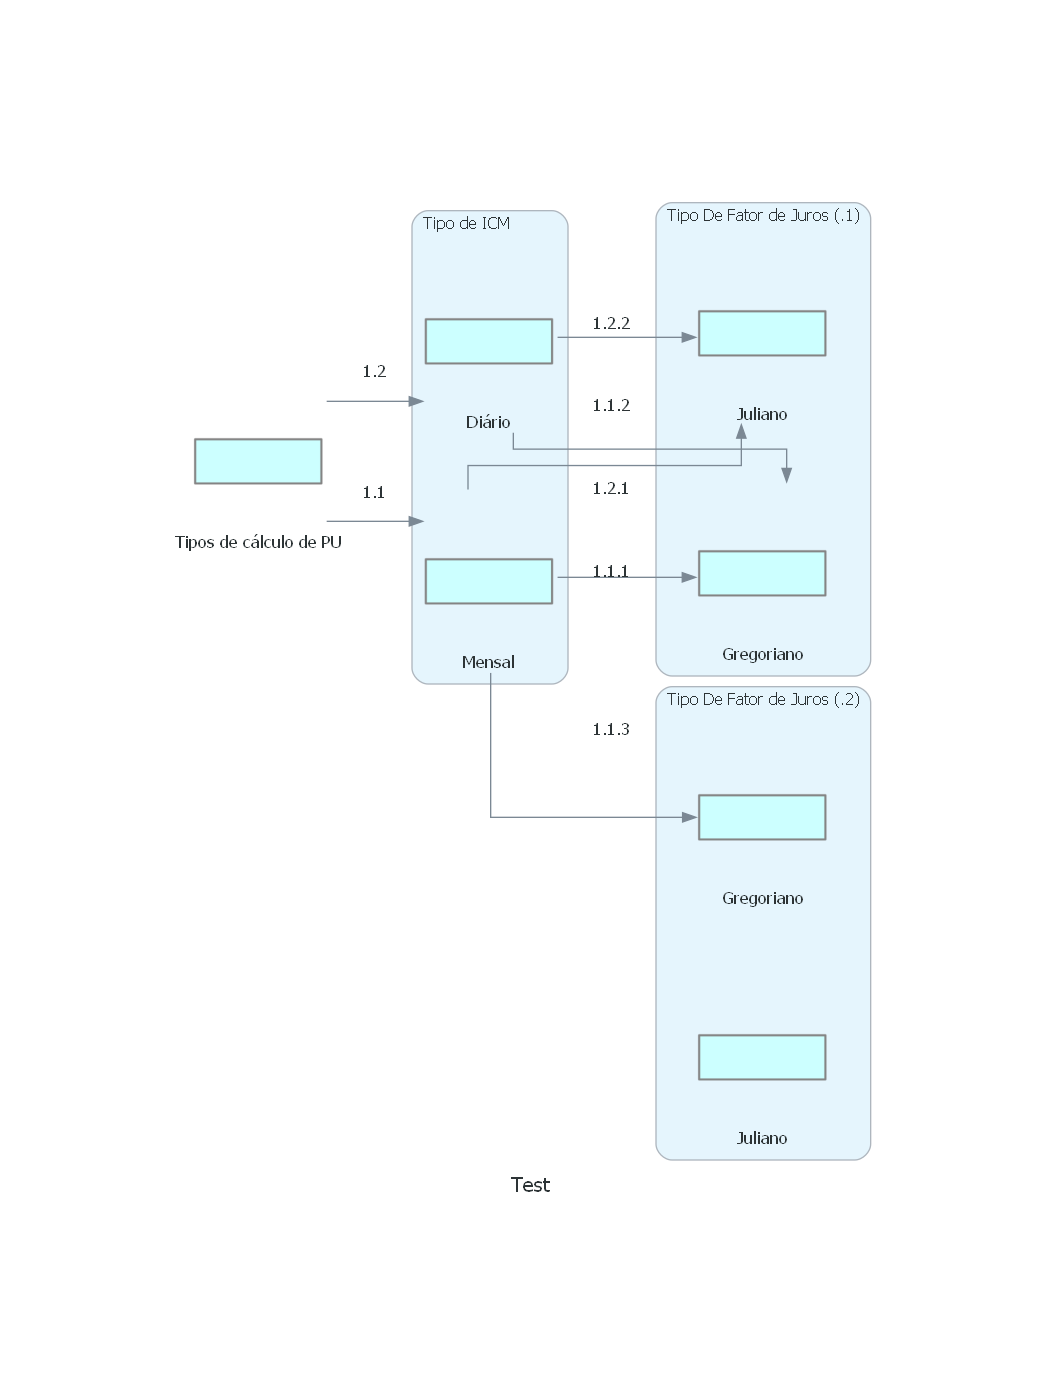 Tipo De Fator de Juros (.1)
Tipo de ICM
1.2.2
1.2
1.1.2
Juliano
Diário
1.2.1
1.1
Tipos de cálculo de PU
1.1.1
Gregoriano
Mensal
Tipo De Fator de Juros (.2)
1.1.3
Gregoriano
Juliano
Test